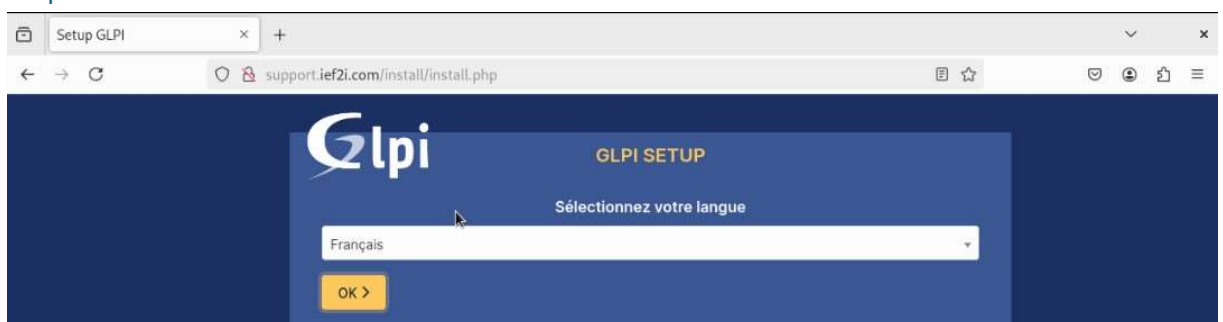 Setup GLPI
support.ief2i.com/install/install.php
Glpi
GLPI SETUP
Sélectionnez votre langue
Français
OK >